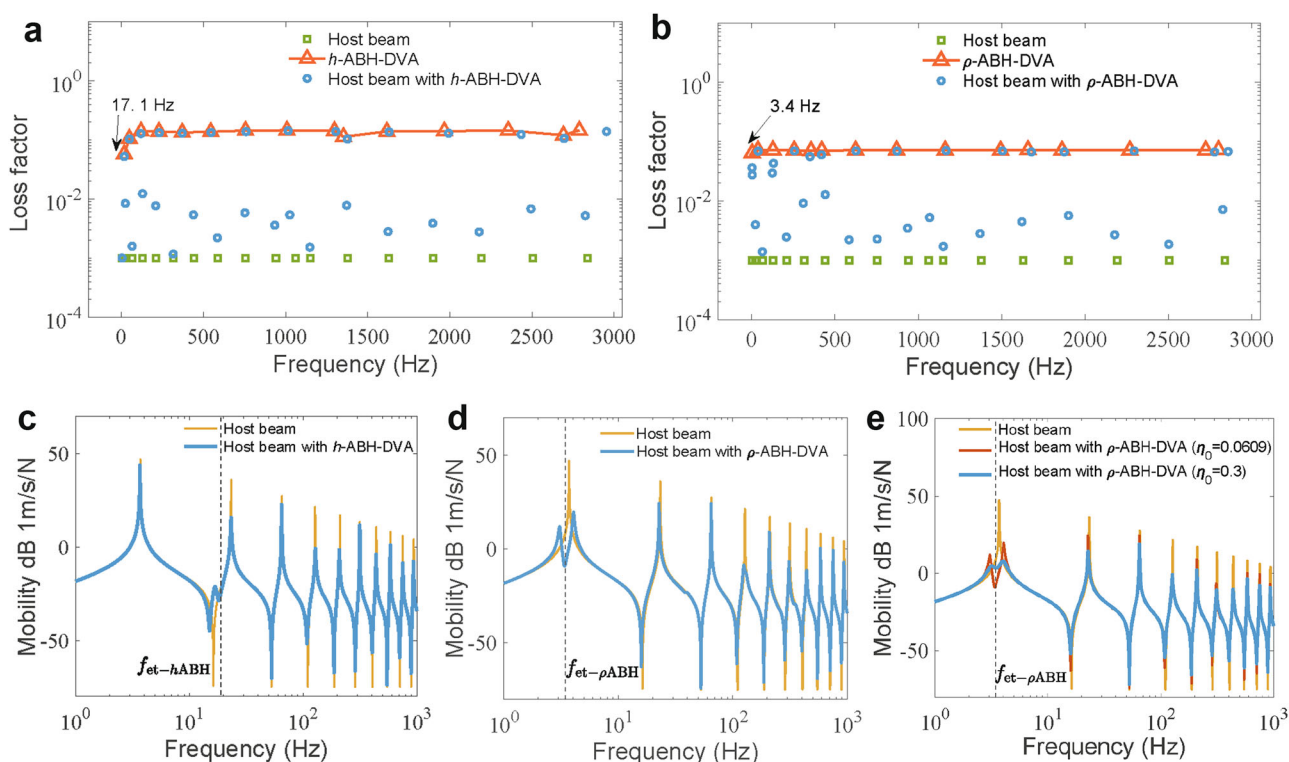 a
Host beam
h-ABH-DVA
Host beam with h-ABH-DVA
17. 1 Hz
10^0
10^-2
10^-4
Loss factor
0 500 1000 1500 2000 2500 3000
Frequency (Hz)
b
Host beam
ρ-ABH-DVA
Host beam with ρ-ABH-DVA
3.4 Hz
10^0
10^-2
10^-4
Loss factor
0 500 1000 1500 2000 2500 3000
Frequency (Hz)
c
Host beam
Host beam with h-ABH-DVA
50
0
-50
Mobility dB 1m/s/N
f_et−hABH
10^0 10^1 10^2 10^3
Frequency (Hz)
d
Host beam
Host beam with ρ-ABH-DVA
50
0
-50
Mobility dB 1m/s/N
f_et−ρABH
10^0 10^1 10^2 10^3
Frequency (Hz)
e
Host beam
Host beam with ρ-ABH-DVA (η_0=0.0609)
Host beam with ρ-ABH-DVA (η_0=0.3)
100
50
0
-50
Mobility dB 1m/s/N
f_et−ρABH
10^0 10^1 10^2 10^3
Frequency (Hz)